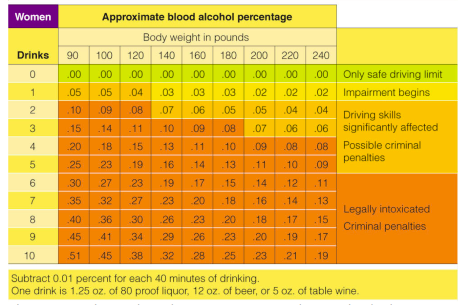 Women Approximate blood alcohol percentage
Body weight in pounds
Drinks 90 100 120 140 160 180 200 220 240
0 .00 .00 .00 .00 .00 .00 .00 .00 .00 Only safe driving limit
1 .05 .05 .04 .03 .03 .03 .02 .02 .02 Impairment begins
2 .10 .09 .08 .07 .06 .05 .05 .04 .04 Driving skills
3 .15 .14 .11 .10 .09 .08 .07 .06 .06 significantly affected
4 .20 .18 .15 .13 .11 .10 .09 .08 .08 Possible criminal
5 .25 .23 .19 .16 .14 .13 .11 .10 .09 penalties
6 .30 .27 .23 .19 .17 .15 .14 .12 .11
7 .35 .32 .27 .23 .20 .18 .16 .14 .13 Legally intoxicated
8 .40 .36 .30 .26 .23 .20 .18 .17 .15 Criminal penalties
9 .45 .41 .34 .29 .26 .23 .20 .19 .17
10 .51 .45 .38 .32 .28 .25 .23 .21 .19
Subtract 0.01 percent for each 40 minutes of drinking.
One drink is 1.25 oz. of 80 proof liquor, 12 oz. of beer, or 5 oz. of table wine.